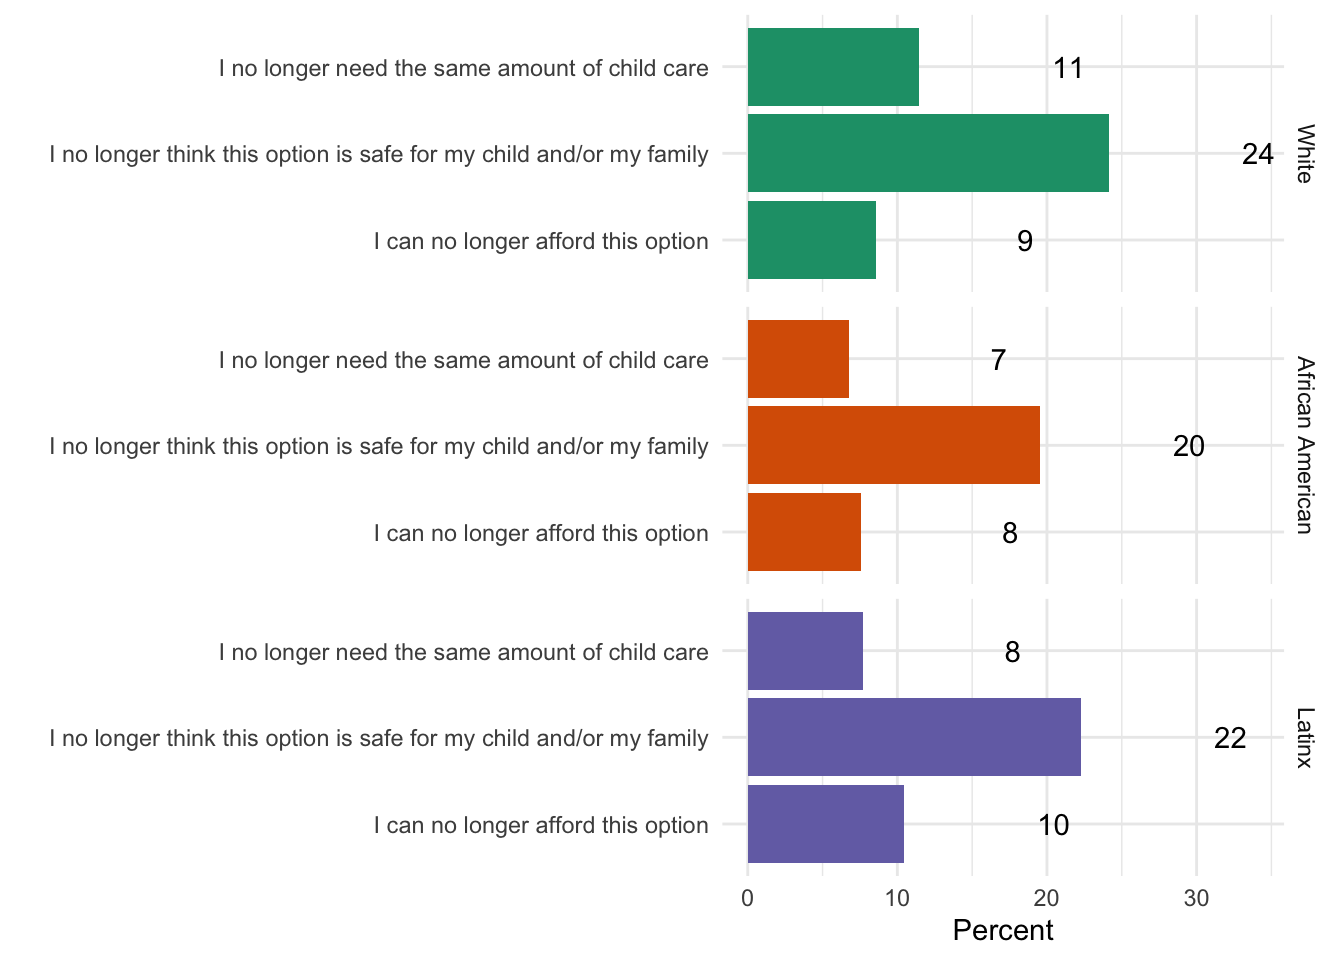 I no longer need the same amount of child care
11
I no longer think this option is safe for my child and/or my family
24
I can no longer afford this option
9
White
I no longer need the same amount of child care
7
I no longer think this option is safe for my child and/or my family
20
I can no longer afford this option
8
African American
I no longer need the same amount of child care
8
I no longer think this option is safe for my child and/or my family
22
I can no longer afford this option
10
Latinx
0 10 20 30
Percent